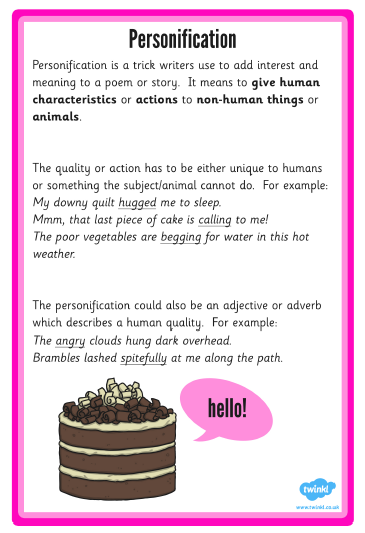 Personification
Personification is a trick writers use to add interest and
meaning to a poem or story. It means to give human
characteristics or actions to non-human things or
animals.
The quality or action has to be either unique to humans
or something the subject/animal cannot do. For example:
My downy quilt hugged me to sleep.
Mmm, that last piece of cake is calling to me!
The poor vegetables are begging for water in this hot
weather.
The personification could also be an adjective or adverb
which describes a human quality. For example:
The angry clouds hung dark overhead.
Brambles lashed spitefully at me along the path.
hello!
twinkl
www.twinkl.co.uk